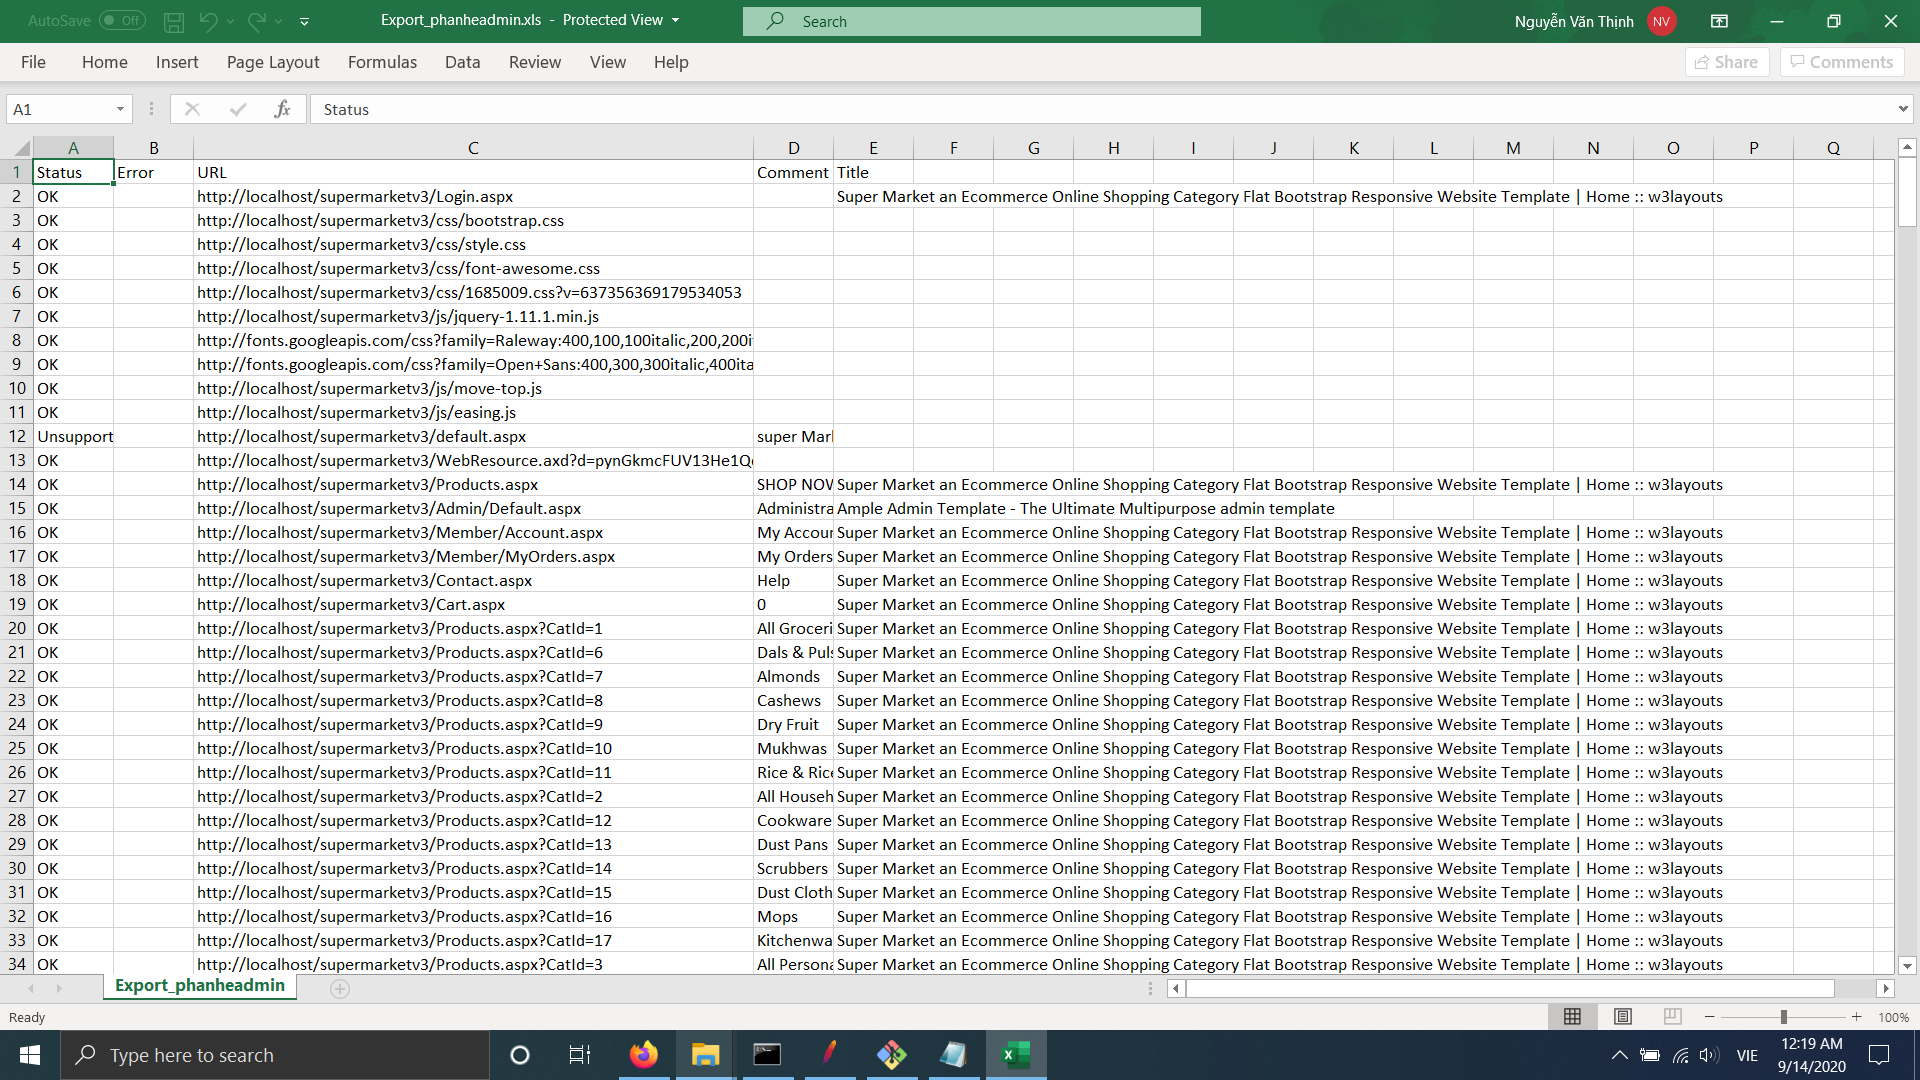 AutoSave Off Export_phanheadmin.xls - Protected View Search Nguyễn Văn Thịnh NV
File Home Insert Page Layout Formulas Data Review View Help Share Comments
A1 fx Status
A B C D E F G H I J K L M N O P Q
1 Status Error URL Comment Title
2 OK http://localhost/supermarketv3/Login.aspx Super Market an Ecommerce Online Shopping Category Flat Bootstrap Responsive Website Template | Home :: w3layouts
3 OK http://localhost/supermarketv3/css/bootstrap.css
4 OK http://localhost/supermarketv3/css/style.css
5 OK http://localhost/supermarketv3/css/font-awesome.css
6 OK http://localhost/supermarketv3/css/1685009.css?v=637356369179534053
7 OK http://localhost/supermarketv3/js/jquery-1.11.1.min.js
8 OK http://fonts.googleapis.com/css?family=Raleway:400,100,100italic,200,200i
9 OK http://fonts.googleapis.com/css?family=Open+Sans:400,300,300italic,400ita
10 OK http://localhost/supermarketv3/js/move-top.js
11 OK http://localhost/supermarketv3/js/easing.js
12 Unsupport http://localhost/supermarketv3/default.aspx super Mar
13 OK http://localhost/supermarketv3/WebResource.axd?d=pynGkmcFUV13He1Q
14 OK http://localhost/supermarketv3/Products.aspx SHOP NOW Super Market an Ecommerce Online Shopping Category Flat Bootstrap Responsive Website Template | Home :: w3layouts
15 OK http://localhost/supermarketv3/Admin/Default.aspx Administra Ample Admin Template - The Ultimate Multipurpose admin template
16 OK http://localhost/supermarketv3/Member/Account.aspx My Accour Super Market an Ecommerce Online Shopping Category Flat Bootstrap Responsive Website Template | Home :: w3layouts
17 OK http://localhost/supermarketv3/Member/MyOrders.aspx My Orders Super Market an Ecommerce Online Shopping Category Flat Bootstrap Responsive Website Template | Home :: w3layouts
18 OK http://localhost/supermarketv3/Contact.aspx Help Super Market an Ecommerce Online Shopping Category Flat Bootstrap Responsive Website Template | Home :: w3layouts
19 OK http://localhost/supermarketv3/Cart.aspx 0 Super Market an Ecommerce Online Shopping Category Flat Bootstrap Responsive Website Template | Home :: w3layouts
20 OK http://localhost/supermarketv3/Products.aspx?CatId=1 All Groceri Super Market an Ecommerce Online Shopping Category Flat Bootstrap Responsive Website Template | Home :: w3layouts
21 OK http://localhost/supermarketv3/Products.aspx?CatId=6 Dals & Puls Super Market an Ecommerce Online Shopping Category Flat Bootstrap Responsive Website Template | Home :: w3layouts
22 OK http://localhost/supermarketv3/Products.aspx?CatId=7 Almonds Super Market an Ecommerce Online Shopping Category Flat Bootstrap Responsive Website Template | Home :: w3layouts
23 OK http://localhost/supermarketv3/Products.aspx?CatId=8 Cashews Super Market an Ecommerce Online Shopping Category Flat Bootstrap Responsive Website Template | Home :: w3layouts
24 OK http://localhost/supermarketv3/Products.aspx?CatId=9 Dry Fruit Super Market an Ecommerce Online Shopping Category Flat Bootstrap Responsive Website Template | Home :: w3layouts
25 OK http://localhost/supermarketv3/Products.aspx?CatId=10 Mukhwas Super Market an Ecommerce Online Shopping Category Flat Bootstrap Responsive Website Template | Home :: w3layouts
26 OK http://localhost/supermarketv3/Products.aspx?CatId=11 Rice & Rice Super Market an Ecommerce Online Shopping Category Flat Bootstrap Responsive Website Template | Home :: w3layouts
27 OK http://localhost/supermarketv3/Products.aspx?CatId=2 All Househ Super Market an Ecommerce Online Shopping Category Flat Bootstrap Responsive Website Template | Home :: w3layouts
28 OK http://localhost/supermarketv3/Products.aspx?CatId=12 Cookware Super Market an Ecommerce Online Shopping Category Flat Bootstrap Responsive Website Template | Home :: w3layouts
29 OK http://localhost/supermarketv3/Products.aspx?CatId=13 Dust Pans Super Market an Ecommerce Online Shopping Category Flat Bootstrap Responsive Website Template | Home :: w3layouts
30 OK http://localhost/supermarketv3/Products.aspx?CatId=14 Scrubbers Super Market an Ecommerce Online Shopping Category Flat Bootstrap Responsive Website Template | Home :: w3layouts
31 OK http://localhost/supermarketv3/Products.aspx?CatId=15 Dust Cloth Super Market an Ecommerce Online Shopping Category Flat Bootstrap Responsive Website Template | Home :: w3layouts
32 OK http://localhost/supermarketv3/Products.aspx?CatId=16 Mops Super Market an Ecommerce Online Shopping Category Flat Bootstrap Responsive Website Template | Home :: w3layouts
33 OK http://localhost/supermarketv3/Products.aspx?CatId=17 Kitchenwa Super Market an Ecommerce Online Shopping Category Flat Bootstrap Responsive Website Template | Home :: w3layouts
34 OK http://localhost/supermarketv3/Products.aspx?CatId=3 All Persona Super Market an Ecommerce Online Shopping Category Flat Bootstrap Responsive Website Template | Home :: w3layouts
Export_phanheadmin
Ready 100%
Type here to search VIE 12:19 AM
9/14/2020